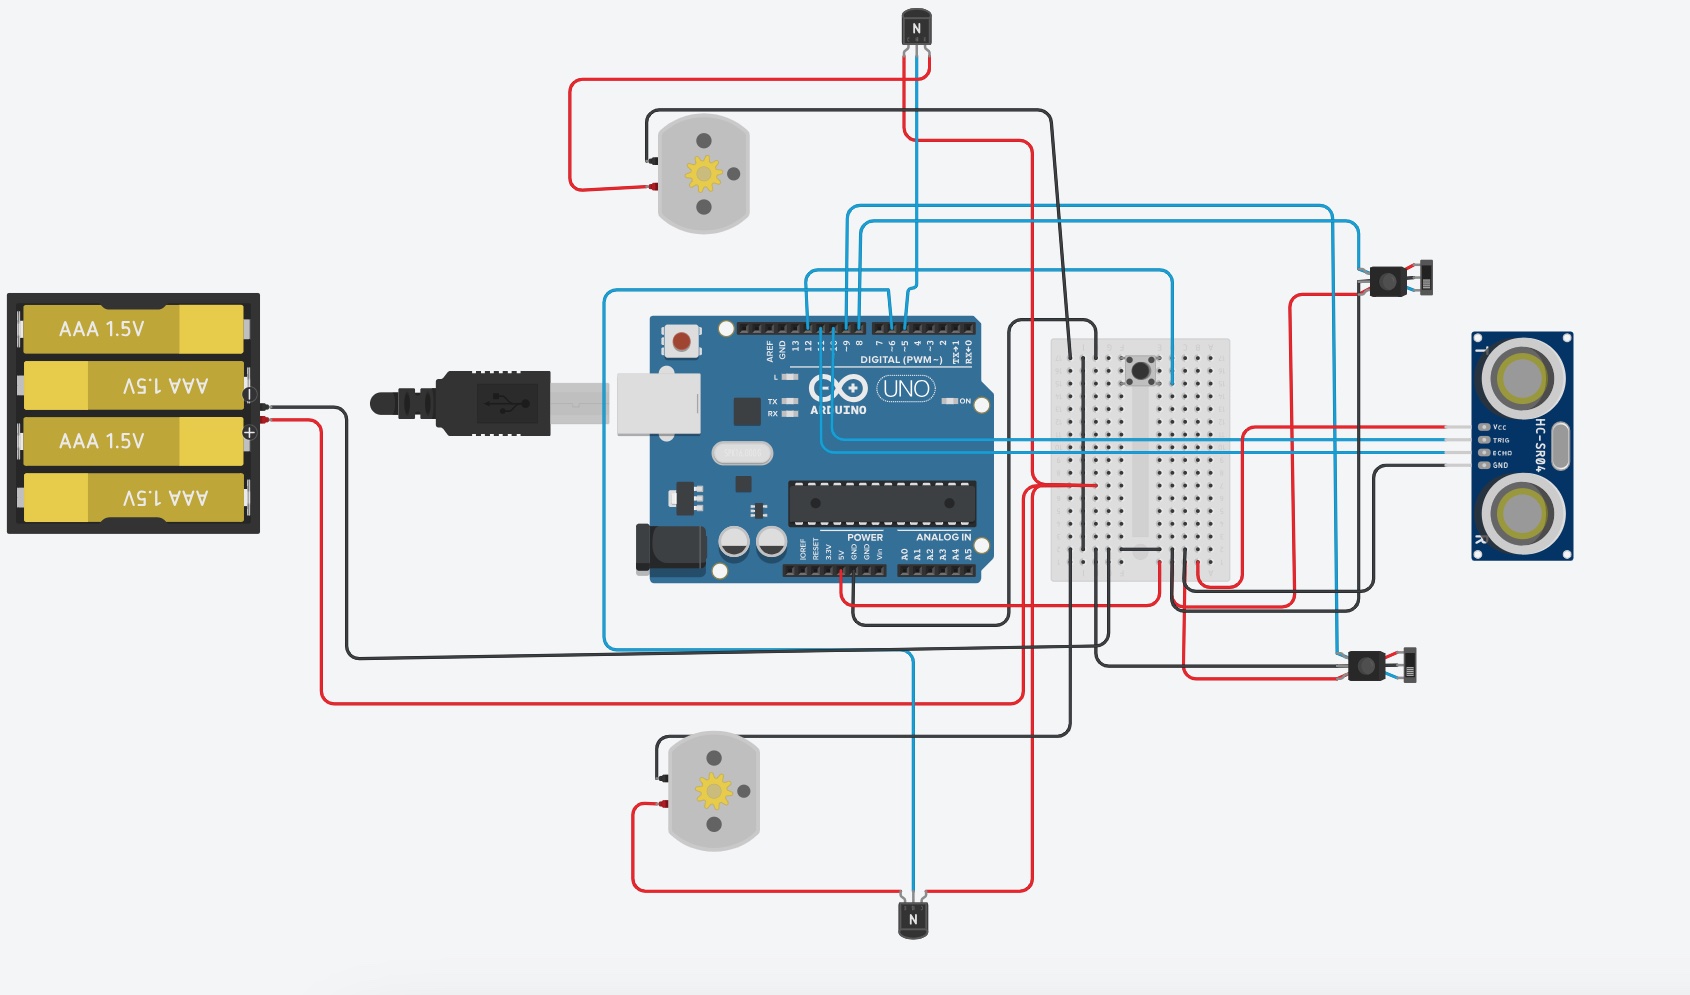 N
AAA 1.5V
AAA 1.5V
AAA 1.5V
AAA 1.5V
AREF
GND
13
12
~11
~10
~9
8
7
~6
~5
4
~3
2
TX→1
RX←0
DIGITAL (PWM~)
L
TX
RX
ARDUINO
UNO
ON
IOREF
RESET
3.3V
5V
GND
GND
Vin
POWER
ANALOG IN
A0
A1
A2
A3
A4
A5
T
VCC
TRIG
ECHO
GND
HC-SR04
R
N